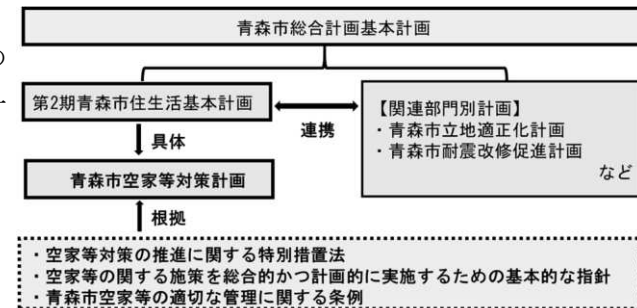 青森市総合計画基本計画
第2期青森市住生活基本計画
連携
【関連部門別計画】
・青森市立地適正化計画
・青森市耐震改修促進計画
など
具体
青森市空家等対策計画
根拠
・空家等対策の推進に関する特別措置法
・空家等の関する施策を総合的かつ計画的に実施するための基本的な指針
・青森市空家等の適切な管理に関する条例